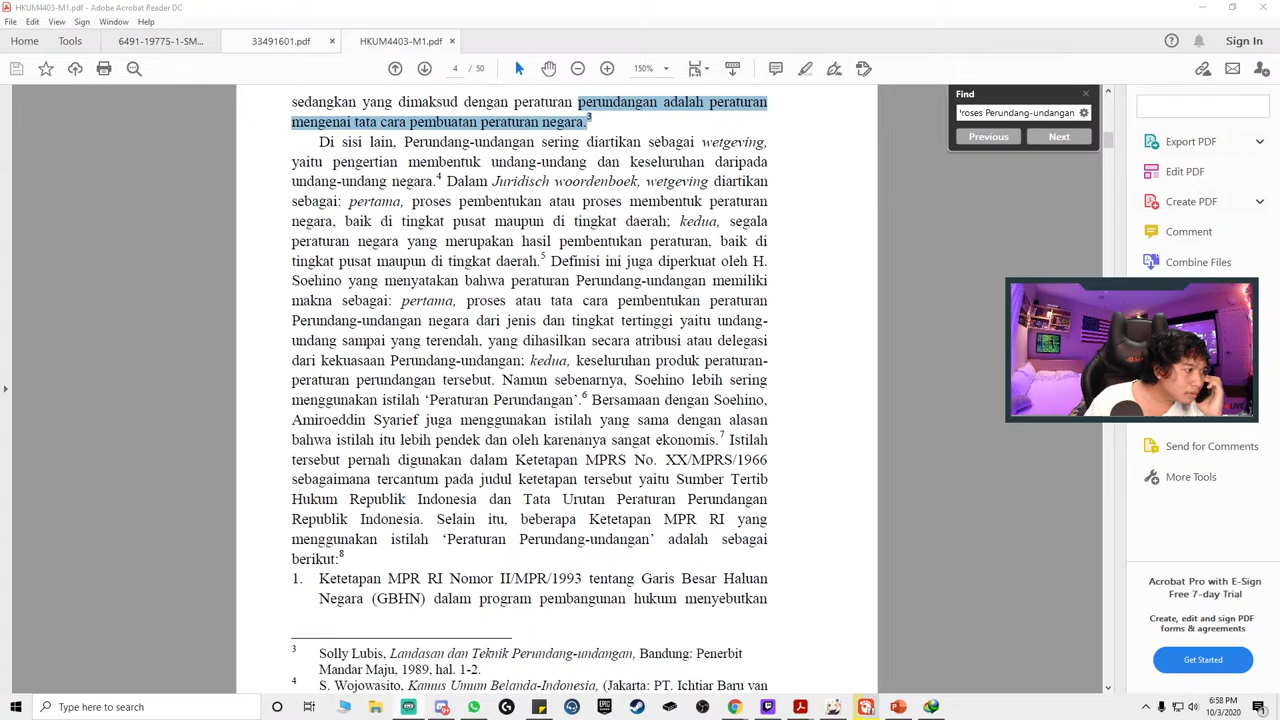 HKUM4403-M1.pdf - Adobe Acrobat Reader DC
File Edit View Sign Window Help
Home Tools 6491-19775-1-SM... 33491601.pdf × HKUM4403-M1.pdf ×
Sign In
4 / 50
150%
Find
'roses Perundang-undangan
Previous Next
sedangkan yang dimaksud dengan peraturan perundangan adalah peraturan
mengenai tata cara pembuatan peraturan negara.3
Di sisi lain, Perundang-undangan sering diartikan sebagai wetgeving,
yaitu pengertian membentuk undang-undang dan keseluruhan daripada
undang-undang negara.4 Dalam Juridisch woordenboek, wetgeving diartikan
sebagai: pertama, proses pembentukan atau proses membentuk peraturan
negara, baik di tingkat pusat maupun di tingkat daerah; kedua, segala
peraturan negara yang merupakan hasil pembentukan peraturan, baik di
tingkat pusat maupun di tingkat daerah.5 Definisi ini juga diperkuat oleh H.
Soehino yang menyatakan bahwa peraturan Perundang-undangan memiliki
makna sebagai: pertama, proses atau tata cara pembentukan peraturan
Perundang-undangan negara dari jenis dan tingkat tertinggi yaitu undang-
undang sampai yang terendah, yang dihasilkan secara atribusi atau delegasi
dari kekuasaan Perundang-undangan; kedua, keseluruhan produk peraturan-
peraturan perundangan tersebut. Namun sebenarnya, Soehino lebih sering
menggunakan istilah ‘Peraturan Perundangan’.6 Bersamaan dengan Soehino,
Amiroeddin Syarief juga menggunakan istilah yang sama dengan alasan
bahwa istilah itu lebih pendek dan oleh karenanya sangat ekonomis.7 Istilah
tersebut pernah digunakan dalam Ketetapan MPRS No. XX/MPRS/1966
sebagaimana tercantum pada judul ketetapan tersebut yaitu Sumber Tertib
Hukum Republik Indonesia dan Tata Urutan Peraturan Perundangan
Republik Indonesia. Selain itu, beberapa Ketetapan MPR RI yang
menggunakan istilah ‘Peraturan Perundang-undangan’ adalah sebagai
berikut:8
1. Ketetapan MPR RI Nomor II/MPR/1993 tentang Garis Besar Haluan
Negara (GBHN) dalam program pembangunan hukum menyebutkan
3 Solly Lubis, Landasan dan Teknik Perundang-undangan, Bandung: Penerbit
Mandar Maju, 1989, hal. 1-2.
4 S. Wojowasito, Kamus Umum Belanda-Indonesia, (Jakarta: PT. Ichtiar Baru van
Export PDF
Edit PDF
Create PDF
Comment
Combine Files
LIVE
Send for Comments
More Tools
Acrobat Pro with E-Sign
Free 7-day Trial
Create, edit and sign PDF
forms & agreements
Get Started
Type here to search
6:58 PM
10/3/2020